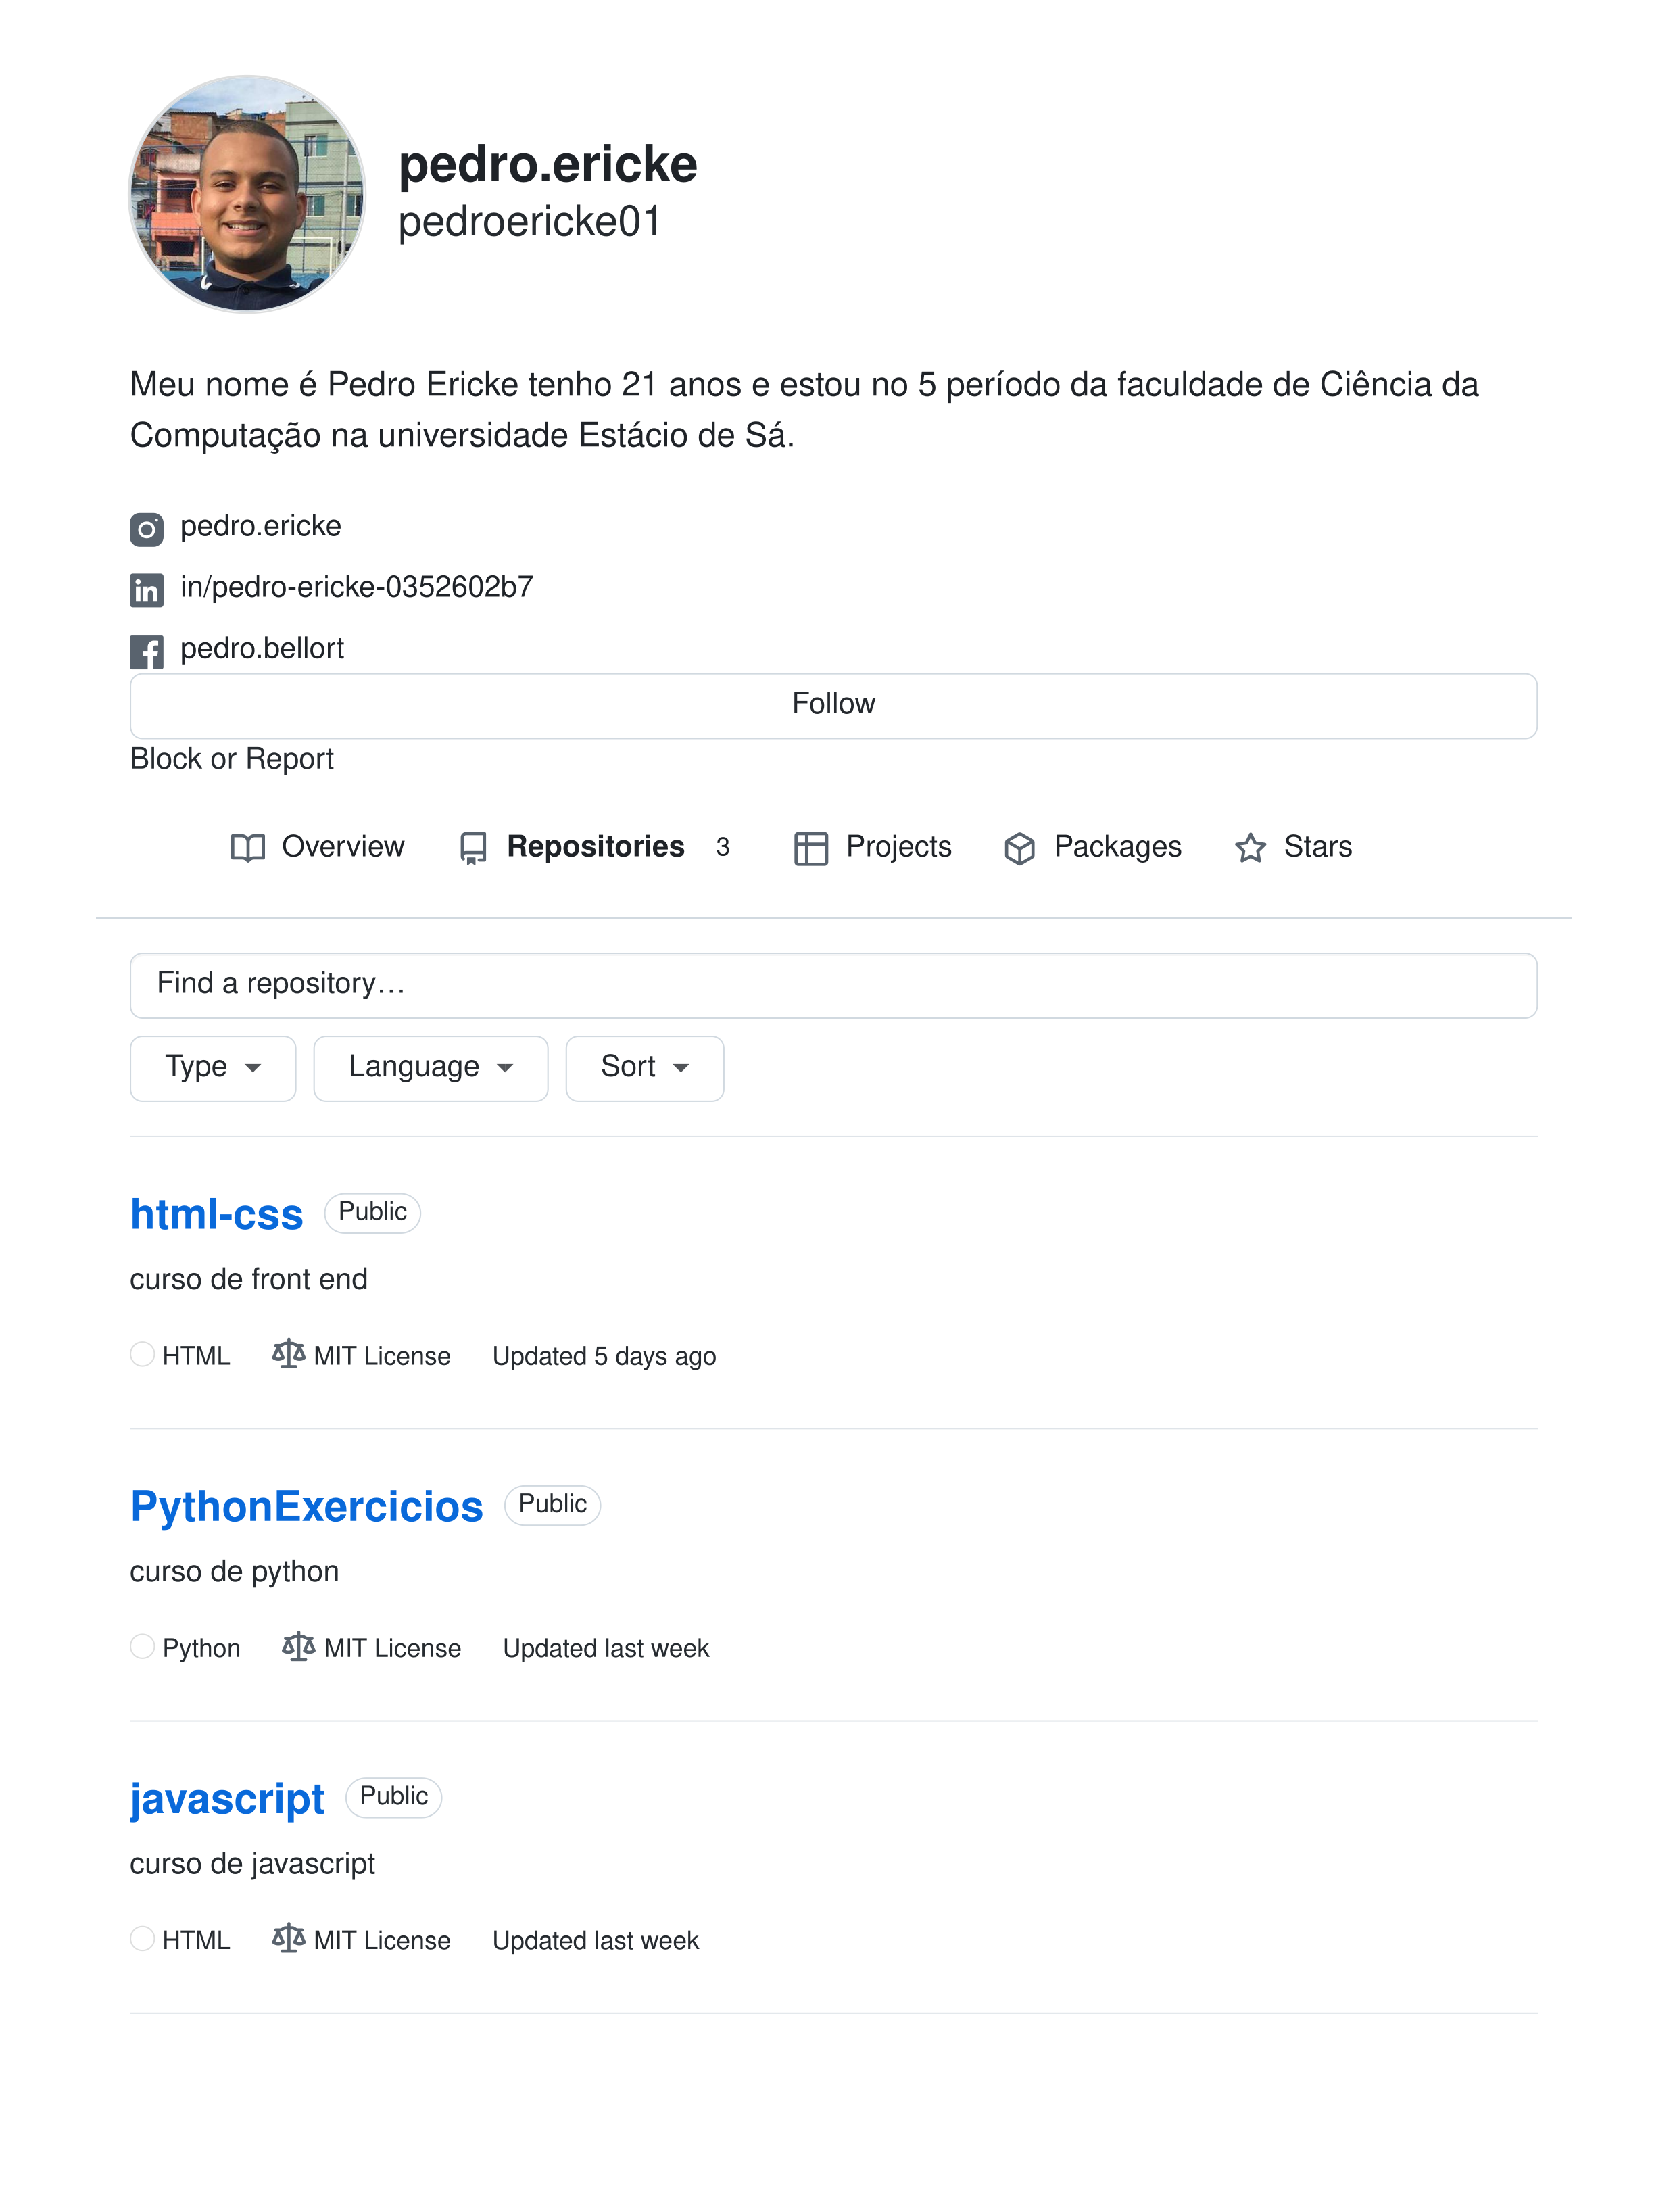 pedro.ericke
pedroericke01
Meu nome é Pedro Ericke tenho 21 anos e estou no 5 período da faculdade de Ciência da
Computação na universidade Estácio de Sá.
pedro.ericke
in/pedro-ericke-0352602b7
pedro.bellort
Follow
Block or Report
Overview Repositories 3 Projects Packages Stars
Find a repository…
Type Language Sort
html-css Public
curso de front end
HTML MIT License Updated 5 days ago
PythonExercicios Public
curso de python
Python MIT License Updated last week
javascript Public
curso de javascript
HTML MIT License Updated last week